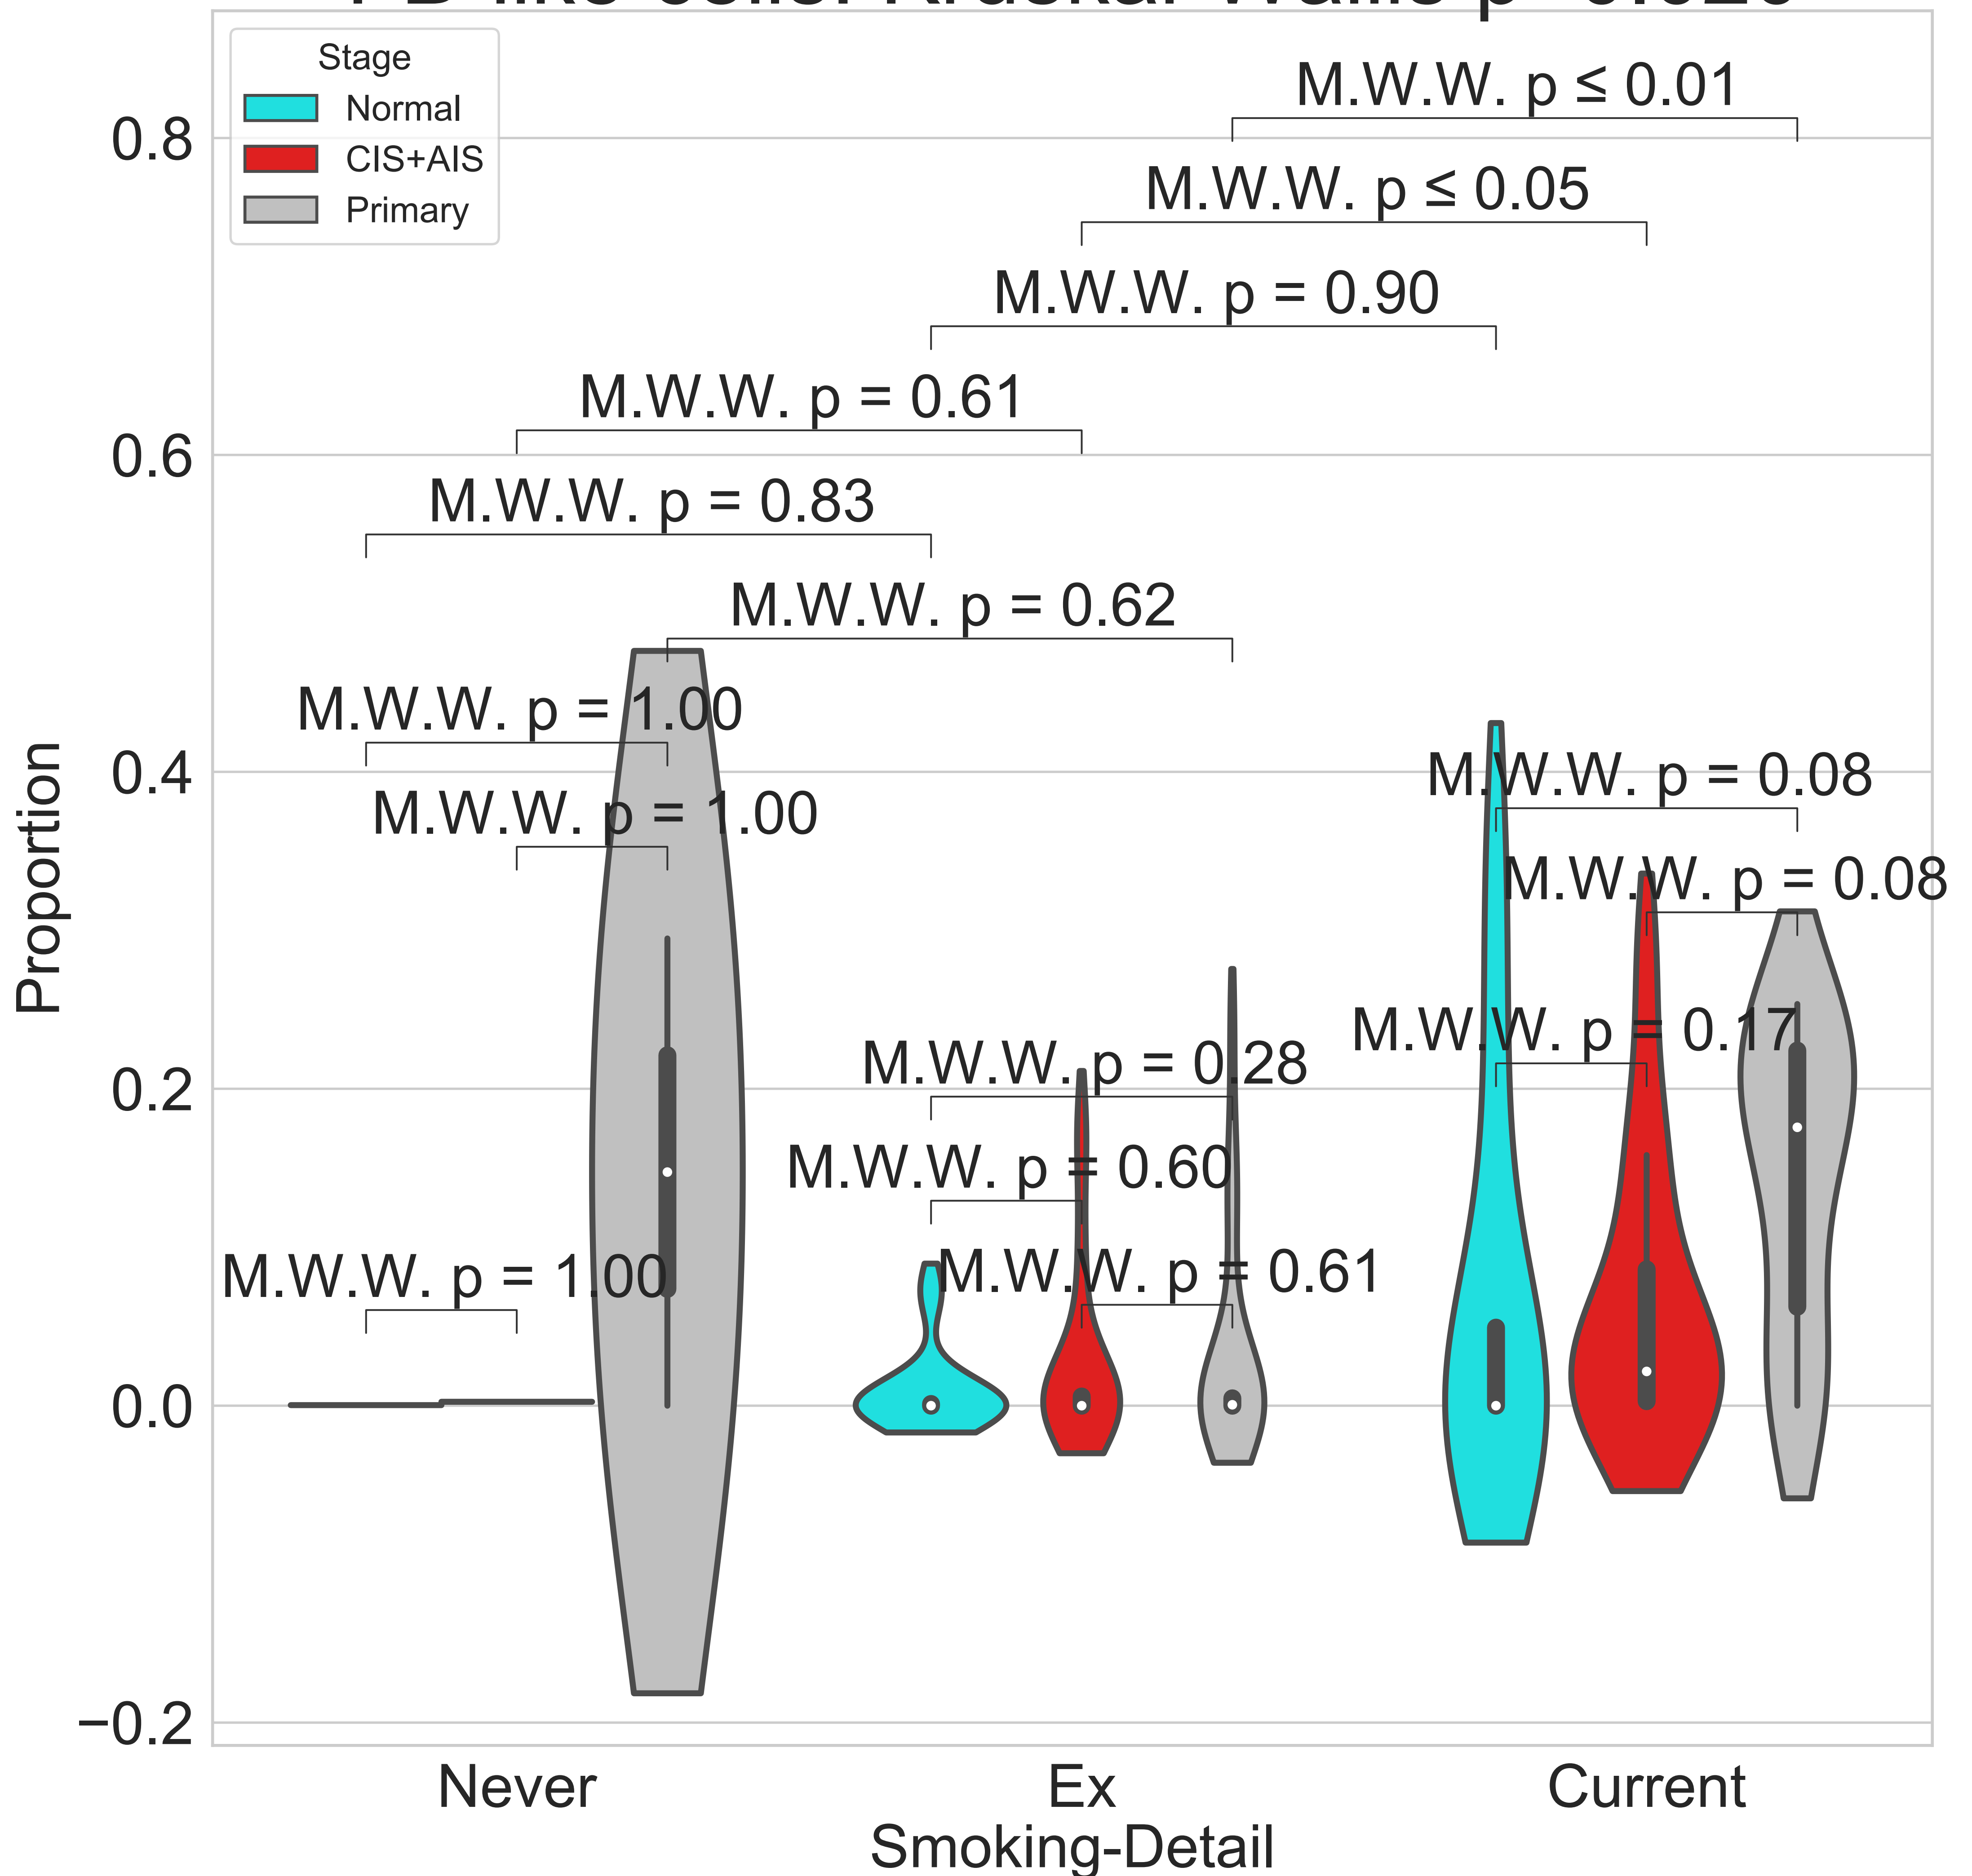 Stage
Normal
CIS+AIS
Primary
M.W.W. p ≤ 0.01
0.8
M.W.W. p ≤ 0.05
M.W.W. p = 0.90
M.W.W. p = 0.61
0.6
M.W.W. p = 0.83
M.W.W. p = 0.62
M.W.W. p = 1.00
0.4
M.W.W. p = 0.08
M.W.W. p = 1.00
M.W.W. p = 0.08
Proportion
M.W.W. p = 0.17
M.W.W. p = 0.28
0.2
M.W.W. p = 0.60
M.W.W. p = 0.61
M.W.W. p = 1.00
0.0
−0.2
Never
Ex
Current
Smoking-Detail